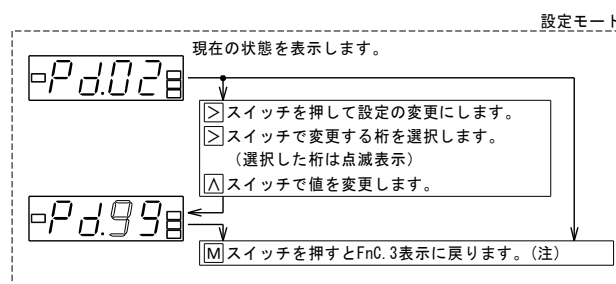 設定モード
現在の状態を表示します。
Pd.02
>スイッチを押して設定の変更にします。
>スイッチで変更する桁を選択します。
(選択した桁は点滅表示)
∧スイッチで値を変更します。
Pd.99
Mスイッチを押すとFnC.3表示に戻ります。(注)